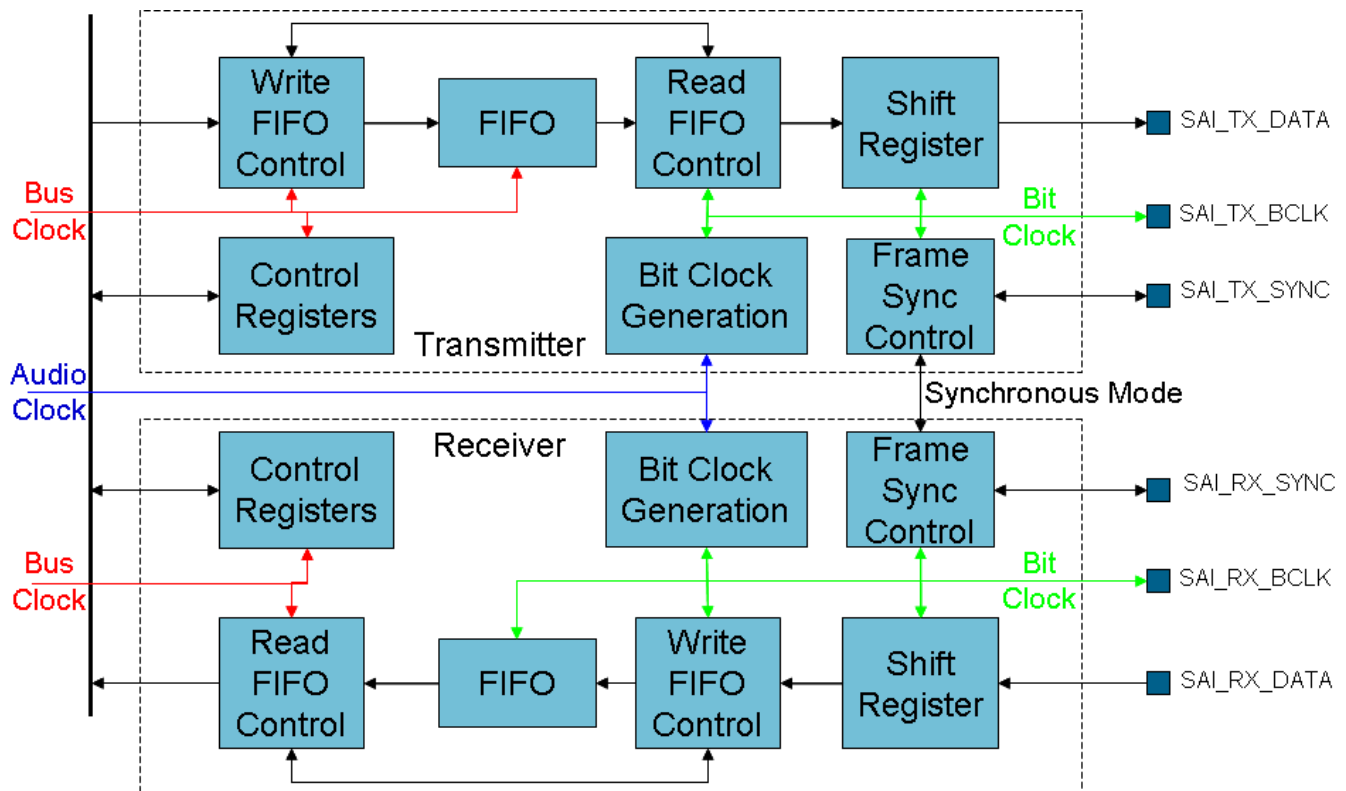 Write
FIFO
Control
FIFO
Read
FIFO
Control
Shift
Register
SAI_TX_DATA
Bus
Clock
Bit
Clock
SAI_TX_BCLK
Control
Registers
Bit Clock
Generation
Frame
Sync
Control
SAI_TX_SYNC
Transmitter
Audio
Clock
Synchronous Mode
Receiver
Control
Registers
Bit Clock
Generation
Frame
Sync
Control
SAI_RX_SYNC
Bus
Clock
Bit
Clock
SAI_RX_BCLK
Read
FIFO
Control
FIFO
Write
FIFO
Control
Shift
Register
SAI_RX_DATA